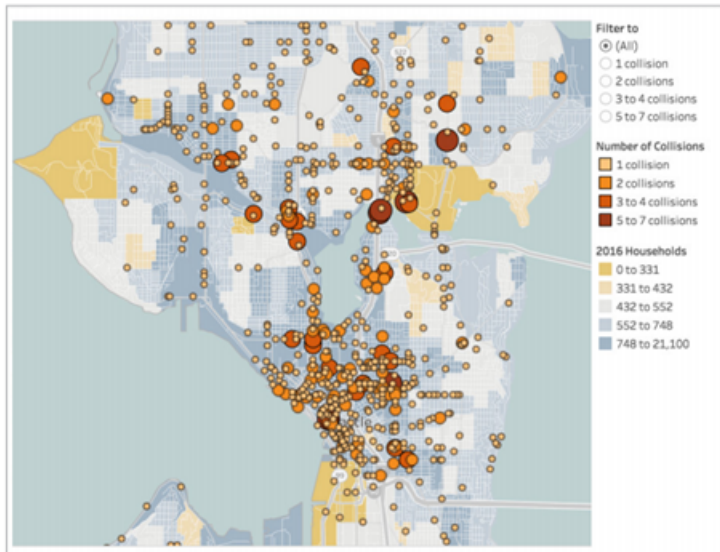 Filter to
(All)
1 collision
2 collisions
3 to 4 collisions
5 to 7 collisions
Number of Collisions
1 collision
2 collisions
3 to 4 collisions
5 to 7 collisions
2016 Households
0 to 331
331 to 432
432 to 552
552 to 748
748 to 21,100
522
99